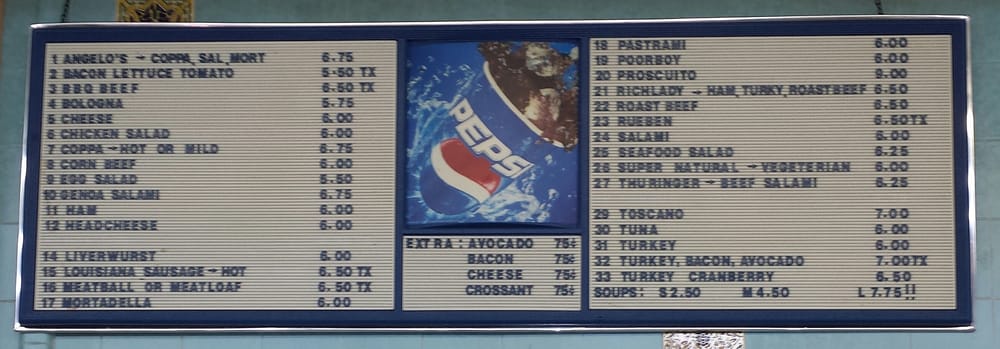 1 ANGELO'S → COPPA, SAL, MORT 6.75
2 BACON LETTUCE TOMATO 5.50 TX
3 BBQ BEEF 6.50 TX
4 BOLOGNA 5.75
5 CHEESE 6.00
6 CHICKEN SALAD 6.00
7 COPPA → HOT OR MILD 6.75
8 CORN BEEF 6.00
9 EGG SALAD 5.50
10 GENOA SALAMI 6.75
11 HAM 6.00
12 HEADCHEESE 6.00
14 LIVERWURST 6.00
15 LOUISIANA SAUSAGE → HOT 6.50 TX
16 MEATBALL OR MEATLOAF 6.50 TX
17 MORTADELLA 6.00
PEPSI
EXTRA: AVOCADO 75¢
BACON 75¢
CHEESE 75¢
CROSSANT 75¢
18 PASTRAMI 6.00
19 POORBOY 6.00
20 PROSCUITO 9.00
21 RICHLADY → HAM, TURKY, ROAST BEEF 6.50
22 ROAST BEEF 6.50
23 RUEBEN 6.50TX
24 SALAMI 6.00
25 SEAFOOD SALAD 6.25
26 SUPER NATURAL → VEGETERIAN 6.00
27 THURINGER → BEEF SALAMI 6.25
29 TOSCANO 7.00
30 TUNA 6.00
31 TURKEY 6.00
32 TURKEY, BACON, AVOCADO 7.00TX
33 TURKEY CRANBERRY 6.50
SOUPS: S 2.50 M 4.50 L 7.75!!